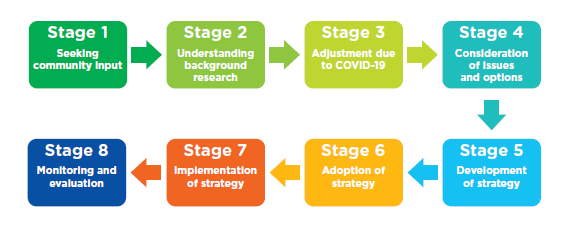 Stage 1
Seeking
community input
Stage 2
Understanding
background
research
Stage 3
Adjustment due
to COVID-19
Stage 4
Consideration
of issues
and options
Stage 5
Development
of strategy
Stage 6
Adoption of
strategy
Stage 7
Implementation
of strategy
Stage 8
Monitoring and
evaluation